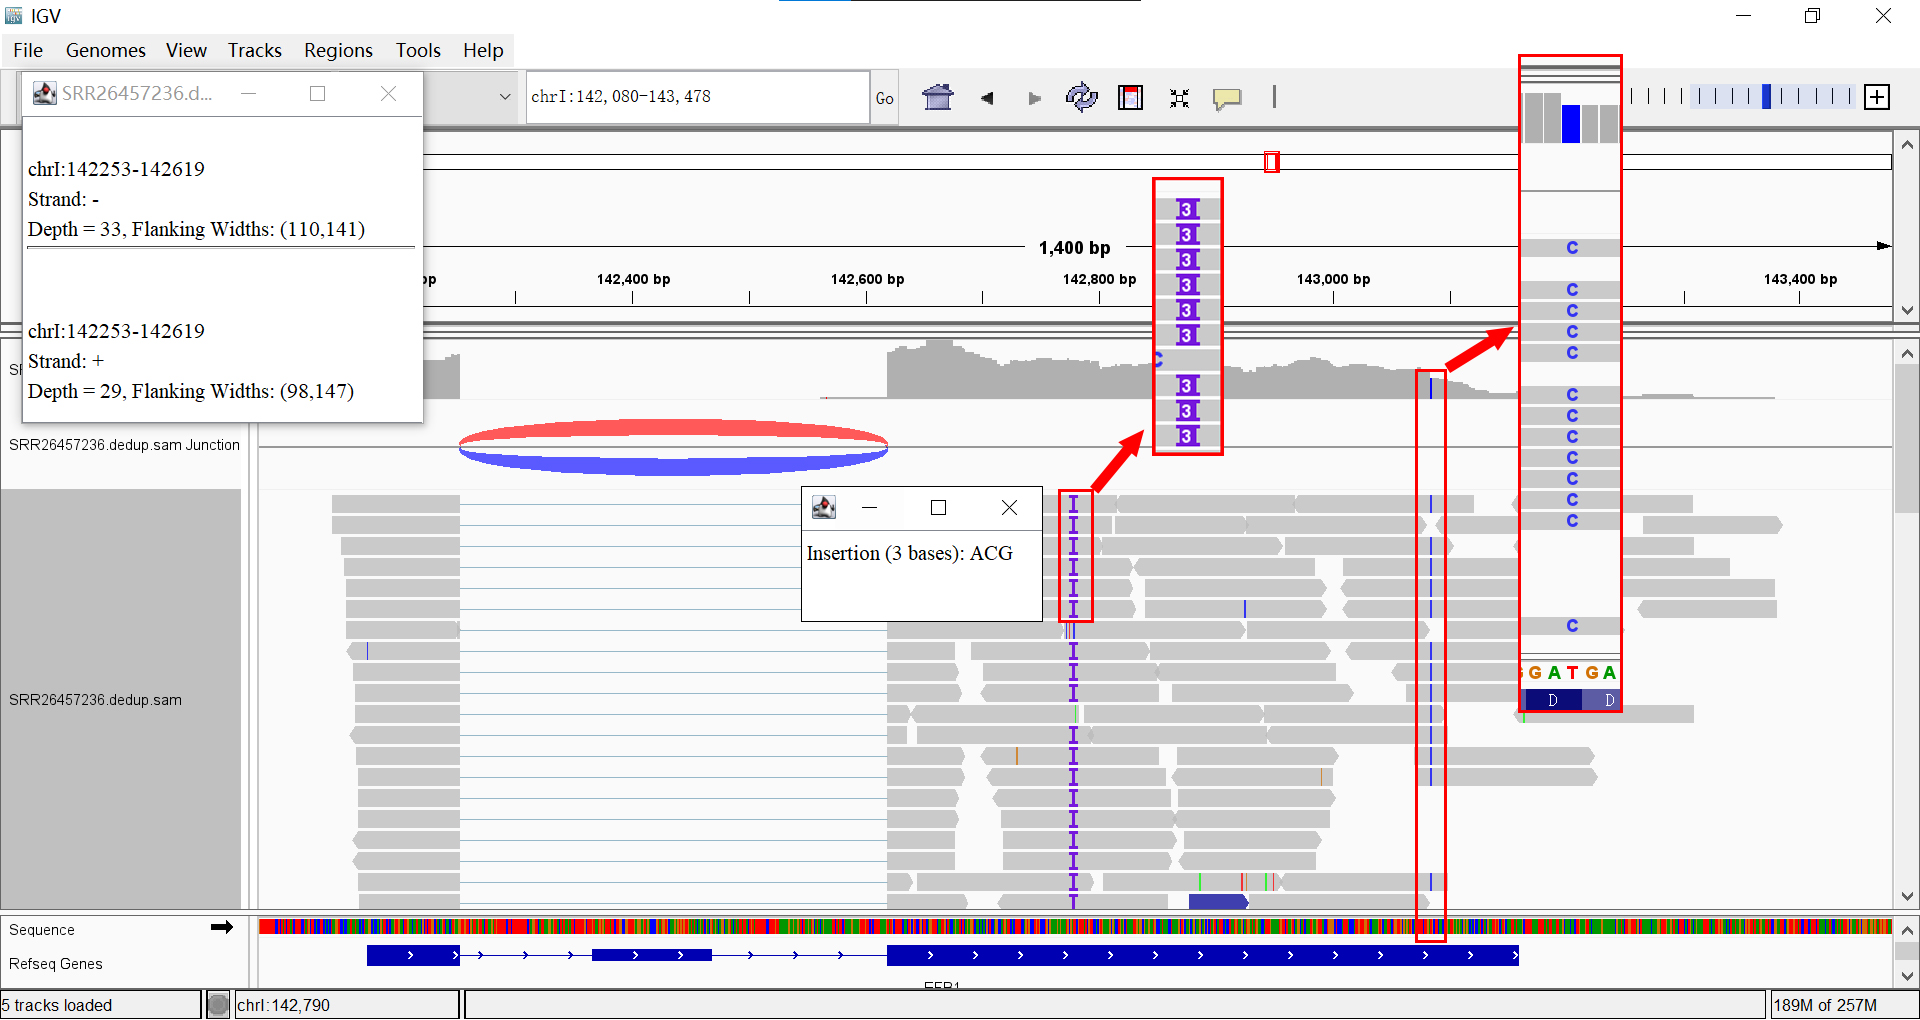 IGV
File Genomes View Tracks Regions Tools Help
SRR26457236.d...
chrI:142,080-143,478
Go
chrI:142253-142619
Strand: -
Depth = 33, Flanking Widths: (110,141)
chrI:142253-142619
Strand: +
Depth = 29, Flanking Widths: (98,147)
1,400 bp
bp
142,400 bp
142,600 bp
142,800 bp
143,000 bp
143,400 bp
3
3
3
3
3
3
C
3
3
3
C
C
C
C
C
C
C
C
C
C
C
C
C
G A T G A
D D
SRR26457236.dedup.sam Junction
Insertion (3 bases): ACG
SRR26457236.dedup.sam
Sequence
Refseq Genes
5 tracks loaded
chrI:142,790
189M of 257M